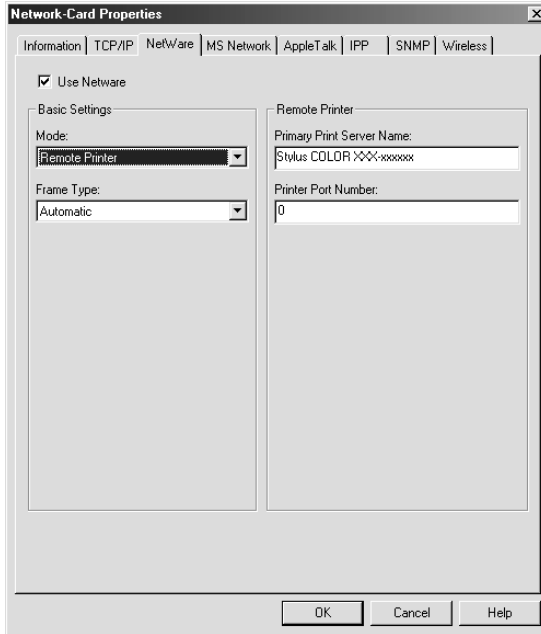 Network-Card Properties
Information TCP/IP NetWare MS Network AppleTalk IPP SNMP Wireless
Use Netware
Basic Settings
Mode:
Remote Printer
Frame Type:
Automatic
Remote Printer
Primary Print Server Name:
Stylus COLOR XXX-xxxxxx
Printer Port Number:
0
OK Cancel Help